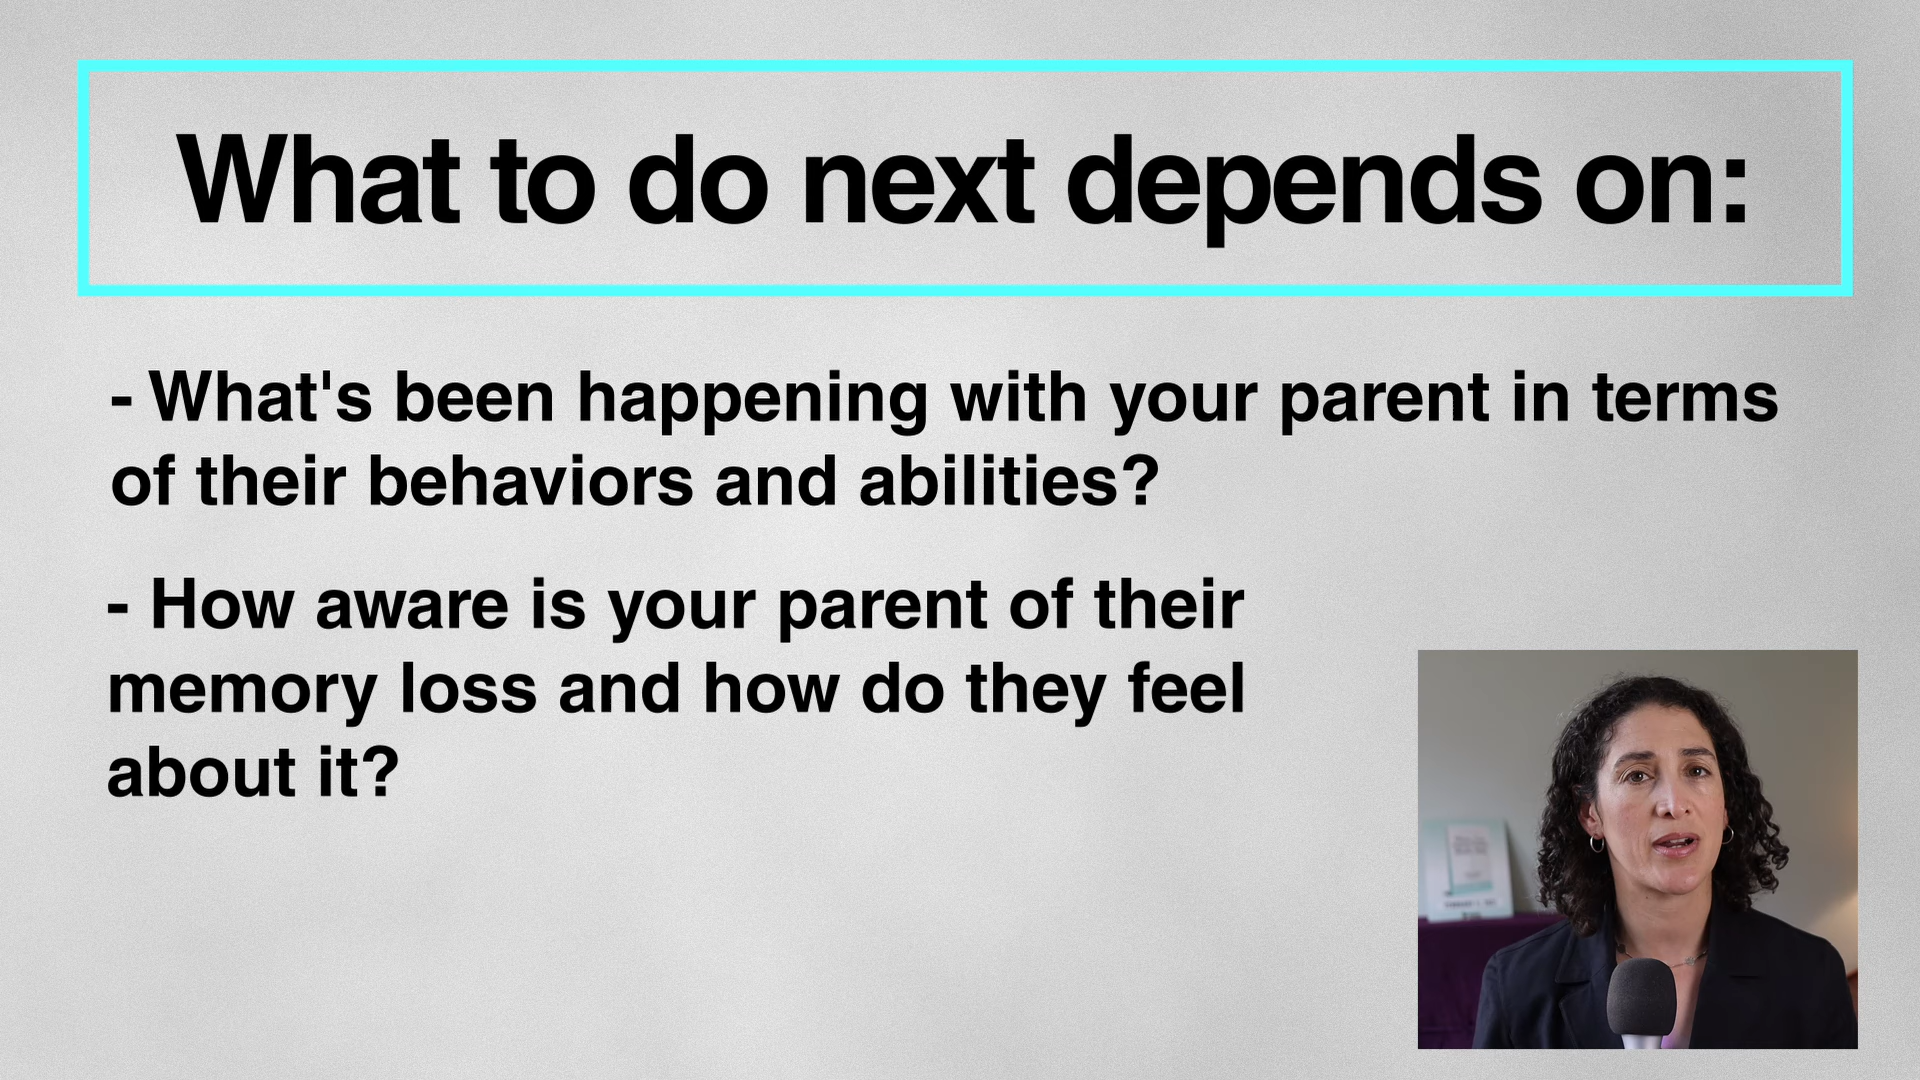 What to do next depends on:
- What's been happening with your parent in terms
of their behaviors and abilities?
- How aware is your parent of their
memory loss and how do they feel
about it?